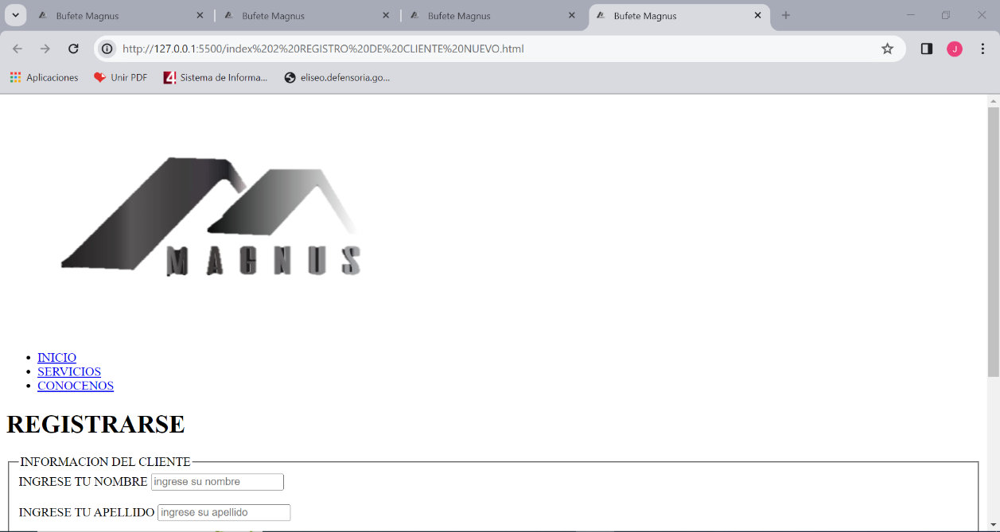 Bufete Magnus Bufete Magnus Bufete Magnus Bufete Magnus
http://127.0.0.1:5500/index%202%20REGISTRO%20DE%20CLIENTE%20NUEVO.html J
Aplicaciones Unir PDF 4 Sistema de Informa... eliseo.defensoria.go...
MAGNUS
• INICIO
• SERVICIOS
• CONOCENOS
REGISTRARSE
INFORMACION DEL CLIENTE
INGRESE TU NOMBRE ingrese su nombre
INGRESE TU APELLIDO ingrese su apellido